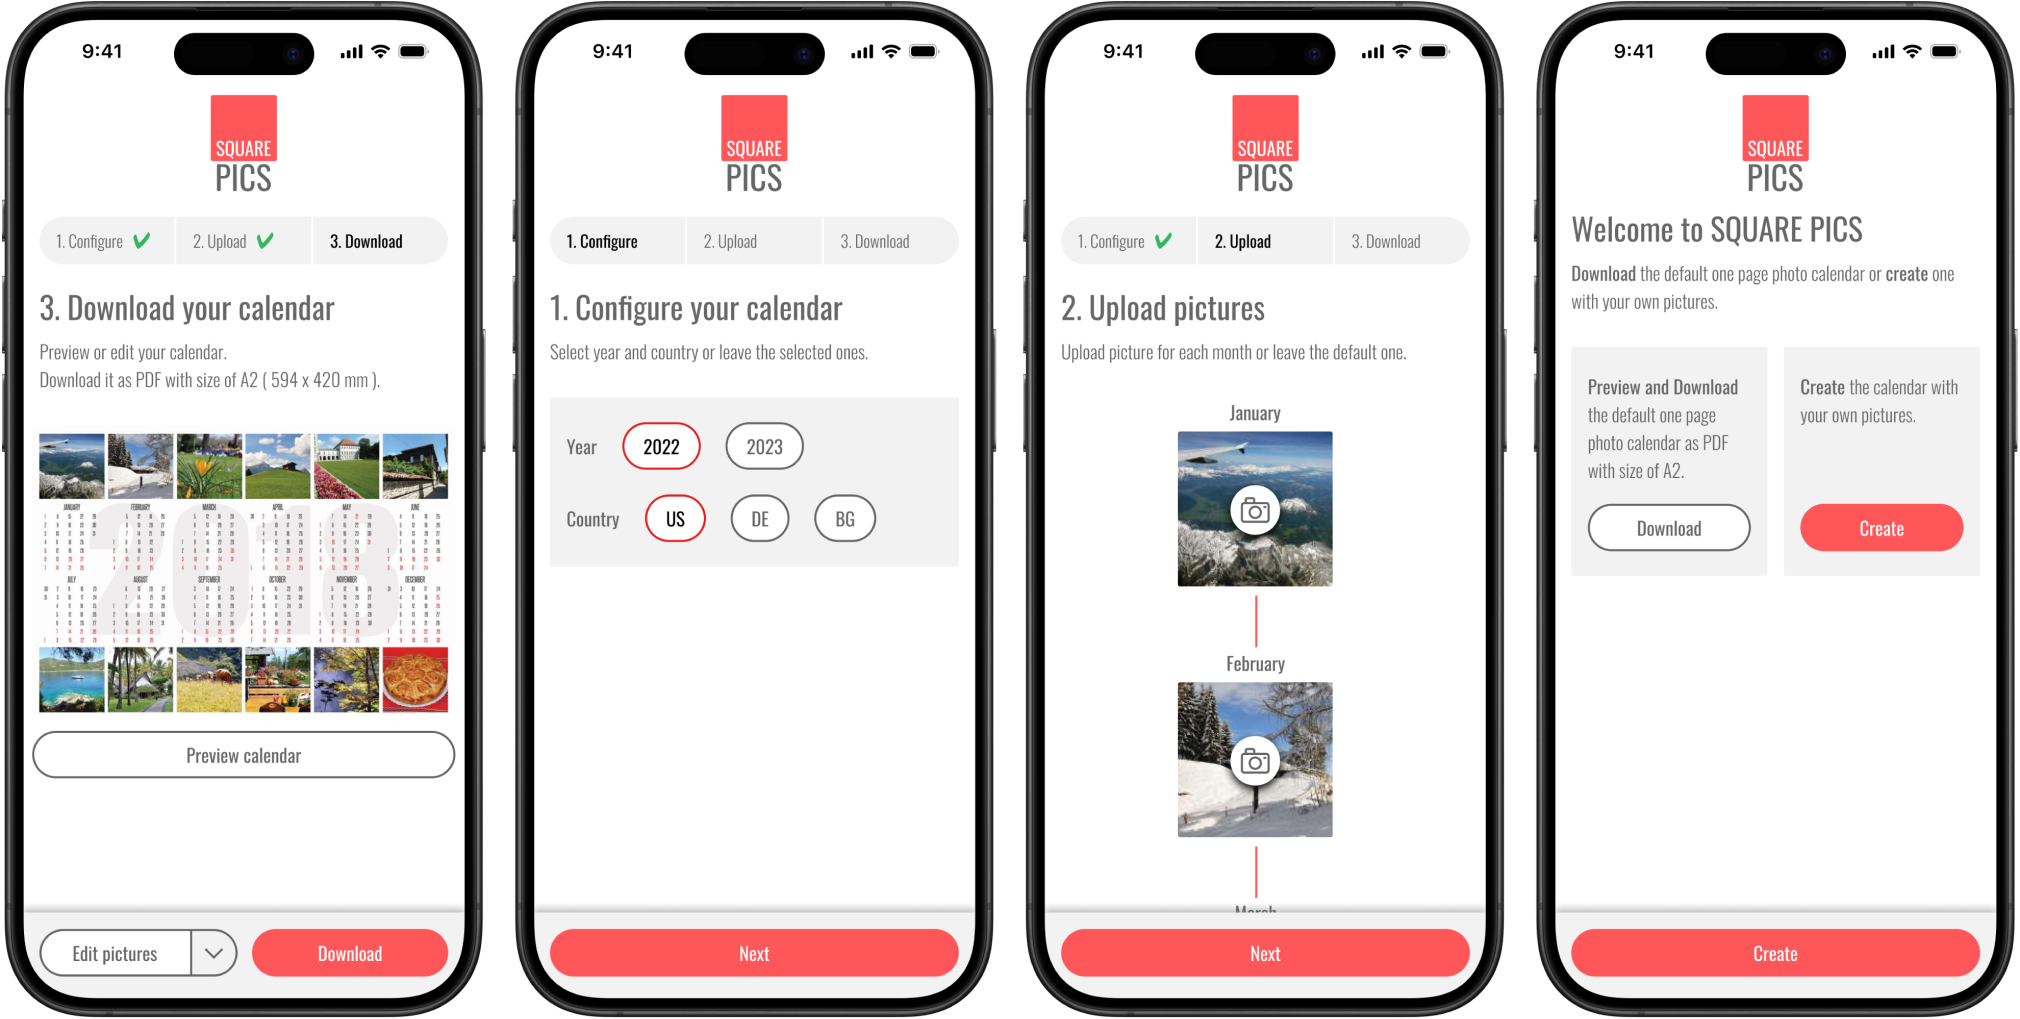 9:41
SQUARE
PICS
1. Configure
2. Upload
3. Download
3. Download your calendar
Preview or edit your calendar.
Download it as PDF with size of A2 ( 594 x 420 mm ).
2018
JANUARY
FEBRUARY
MARCH
APRIL
MAY
JUNE
JULY
AUGUST
SEPTEMBER
OCTOBER
NOVEMBER
DECEMBER
Preview calendar
Edit pictures
Download
9:41
SQUARE
PICS
1. Configure
2. Upload
3. Download
1. Configure your calendar
Select year and country or leave the selected ones.
Year
2022
2023
Country
US
DE
BG
Next
9:41
SQUARE
PICS
1. Configure
2. Upload
3. Download
2. Upload pictures
Upload picture for each month or leave the default one.
January
February
March
Next
9:41
SQUARE
PICS
Welcome to SQUARE PICS
Download the default one page photo calendar or create one
with your own pictures.
Preview and Download
the default one page
photo calendar as PDF
with size of A2.
Download
Create the calendar with
your own pictures.
Create
Create